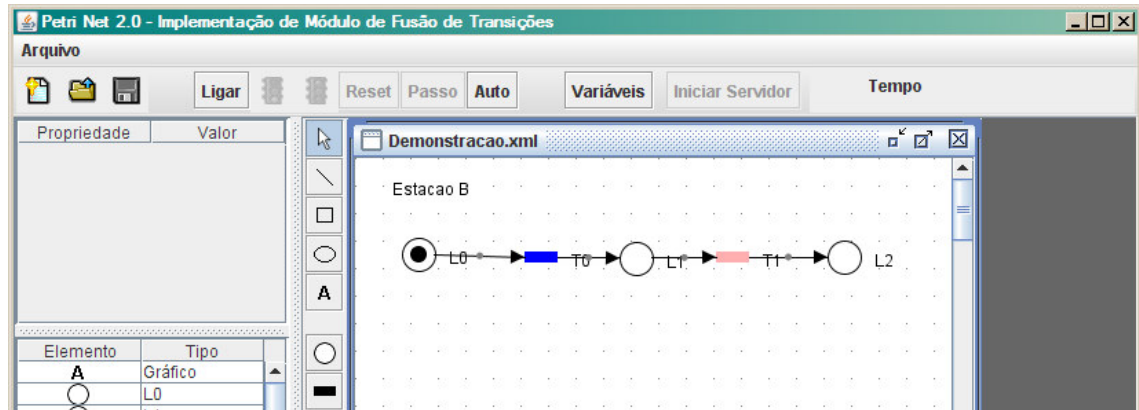 Petri Net 2.0 - Implementação de Módulo de Fusão de Transições
Arquivo
Ligar Reset Passo Auto Variáveis Iniciar Servidor Tempo
Propriedade Valor
Demonstracao.xml
Estacao B
A
L0 T0 L1 T1 L2
Elemento Tipo
A Gráfico
L0